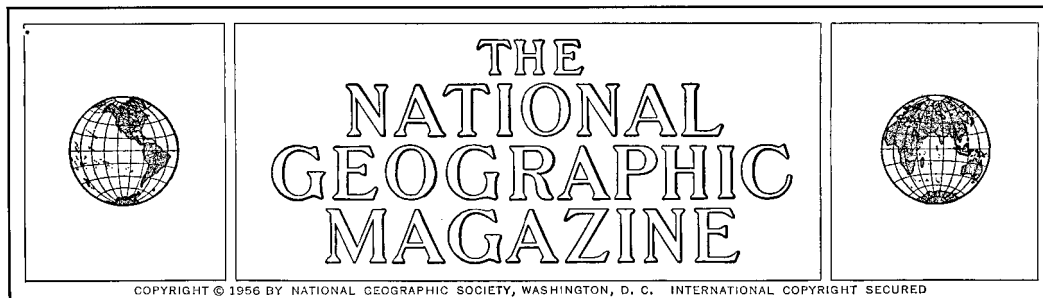 THE
NATIONAL
GEOGRAPHIC
MAGAZINE
COPYRIGHT © 1956 BY NATIONAL GEOGRAPHIC SOCIETY, WASHINGTON, D. C. INTERNATIONAL COPYRIGHT SECURED